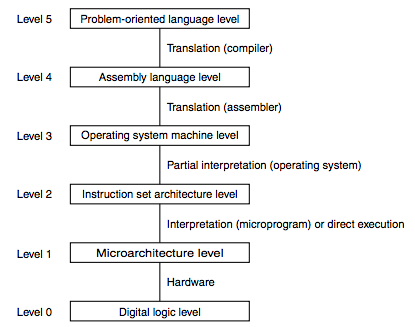 Level 5 Problem-oriented language level
Translation (compiler)
Level 4 Assembly language level
Translation (assembler)
Level 3 Operating system machine level
Partial interpretation (operating system)
Level 2 Instruction set architecture level
Interpretation (microprogram) or direct execution
Level 1 Microarchitecture level
Hardware
Level 0 Digital logic level